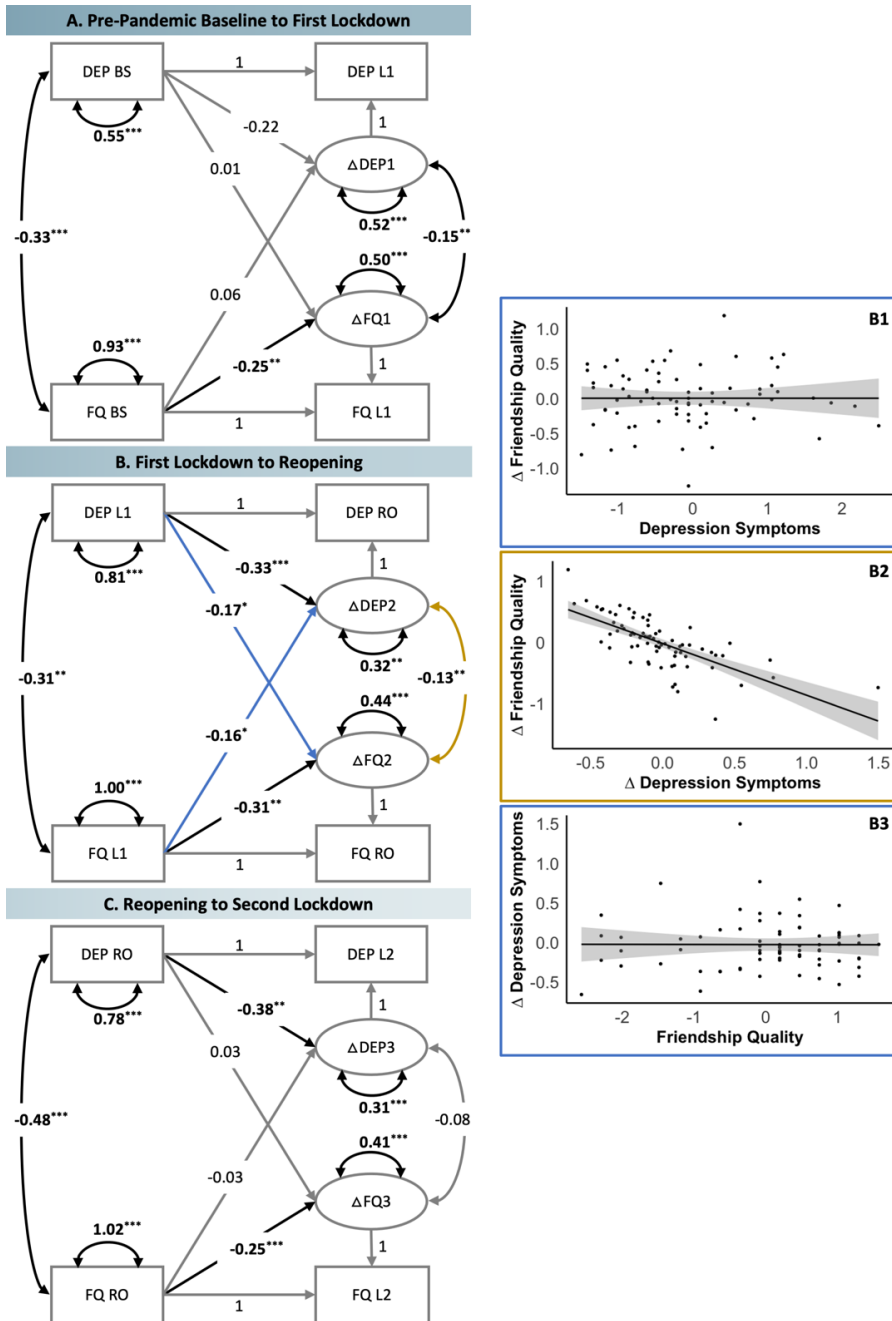 A. Pre-Pandemic Baseline to First Lockdown
DEP BS
1
DEP L1
0.55***
-0.22
1
0.01
ΔDEP1
0.52***
-0.33***
-0.15**
0.50***
0.06
ΔFQ1
0.93***
-0.25**
1
FQ BS
1
FQ L1
B. First Lockdown to Reopening
DEP L1
1
DEP RO
0.81***
-0.33***
1
-0.17*
ΔDEP2
0.32**
-0.31**
-0.13**
0.44***
-0.16*
ΔFQ2
1.00***
-0.31**
1
FQ L1
1
FQ RO
C. Reopening to Second Lockdown
DEP RO
1
DEP L2
0.78***
-0.38**
1
0.03
ΔDEP3
0.31***
-0.48***
-0.08
0.41***
-0.03
ΔFQ3
1.02***
-0.25***
1
FQ RO
1
FQ L2
B1
Δ Friendship Quality
1.0
0.5
0.0
-0.5
-1.0
-1 0 1 2
Depression Symptoms
B2
Δ Friendship Quality
1
0
-1
-0.5 0.0 0.5 1.0 1.5
Δ Depression Symptoms
B3
Δ Depression Symptoms
1.5
1.0
0.5
0.0
-0.5
-2 -1 0 1
Friendship Quality